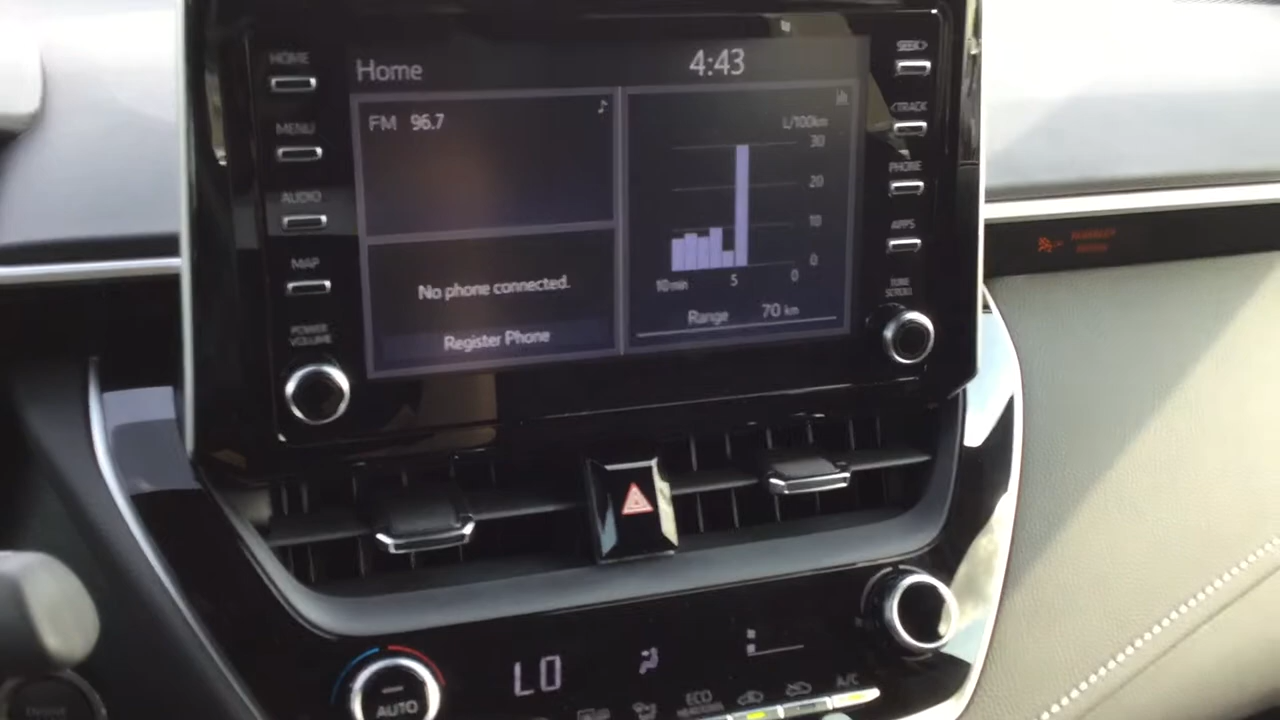 HOME
MENU
AUDIO
MAP
POWER
VOLUME
Home
4:43
FM 96.7
No phone connected.
Register Phone
L/100km
30
20
10
0
10min 5 0
Range 70 km
SEEK>
<TRACK
PHONE
APPS
TUNE
SCROLL
AUTO
LO
ECO
A/C